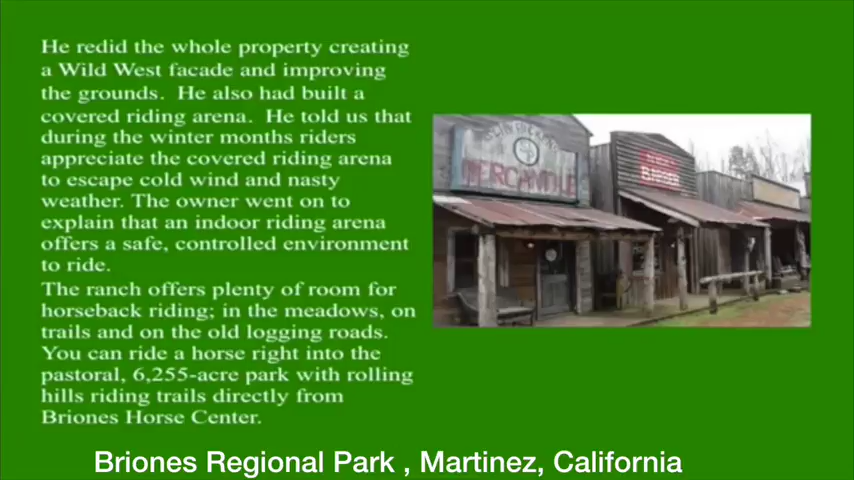 He redid the whole property creating
a Wild West facade and improving
the grounds. He also had built a
covered riding arena. He told us that
during the winter months riders
appreciate the covered riding arena
to escape cold wind and nasty
weather. The owner went on to
explain that an indoor riding arena
offers a safe, controlled environment
to ride.
The ranch offers plenty of room for
horseback riding; in the meadows, on
trails and on the old logging roads.
You can ride a horse right into the
pastoral, 6,255-acre park with rolling
hills riding trails directly from
Briones Horse Center.
MERCANTILE
Briones Regional Park , Martinez, California